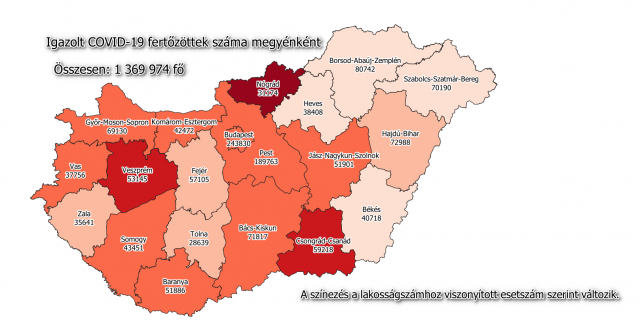 Igazolt COVID-19 fertőzöttek száma megyénként
Összesen: 1 369 974 fő
Borsod-Abaúj-Zemplén
80742
Szabolcs-Szatmár-Bereg
70190
Nógrád
Heves
38408
Győr-Moson-Sopron
69130
Komárom-Esztergom
42472
Budapest
243830
Pest
189763
Hajdú-Bihar
72988
Jász-Nagykun-Szolnok
51901
Vas
37756
Veszprém
53145
Fejér
57105
Zala
35641
Somogy
43451
Tolna
28639
Bács-Kiskun
71817
Békés
40718
Csongrád-Csanád
59218
Baranya
51886
A színezés a lakosságszámhoz viszonyított esetszám szerint változik.